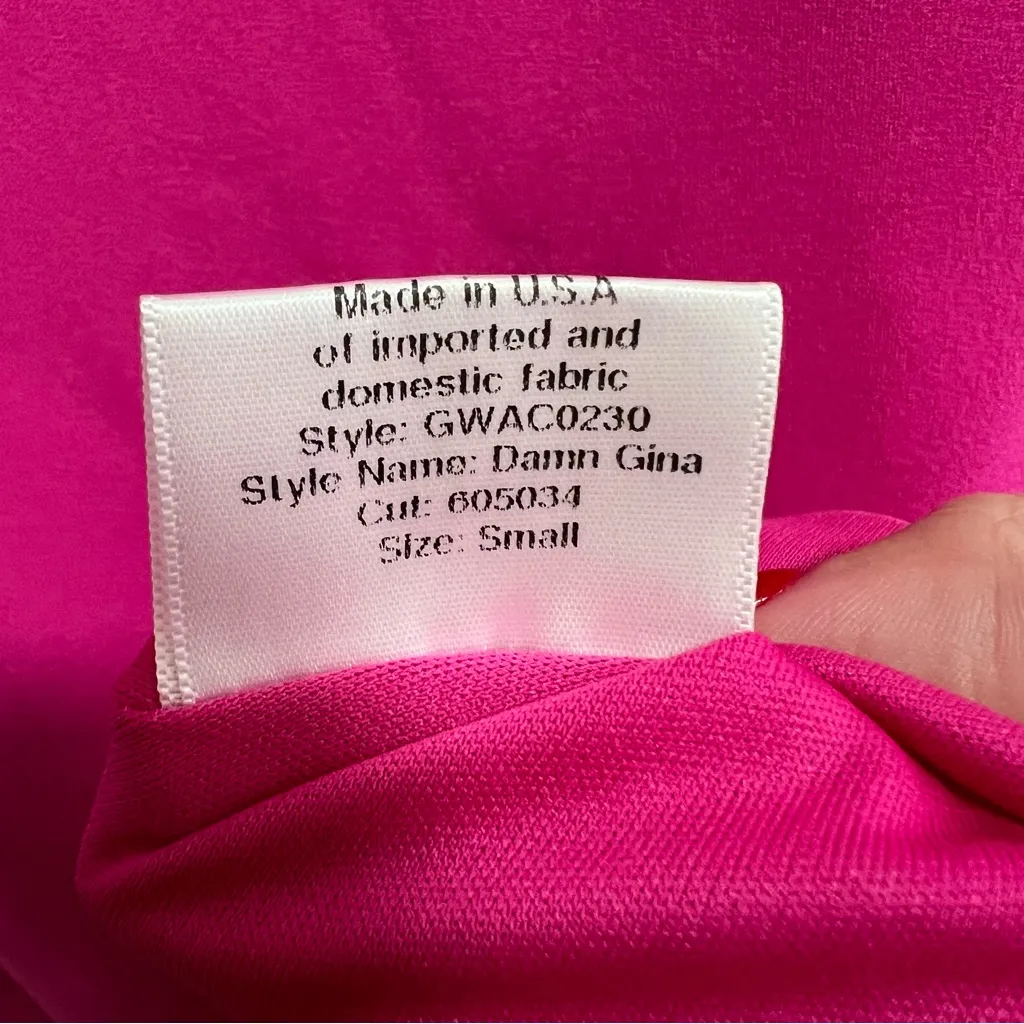 Made in U.S.A
of imported and
domestic fabric
Style: GWAC0230
Style Name: Damn Gina
Cut: 605034
Size: Small